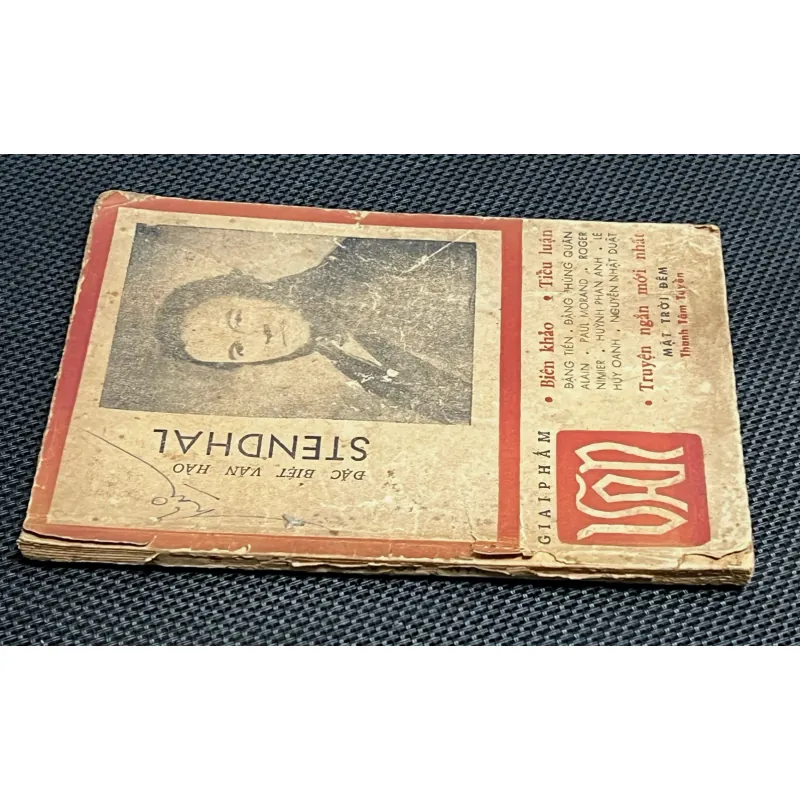 GIAI PHẨM
VĂN
• Biên khảo • Tiểu luận
ĐẶNG TIẾN . ĐẶNG PHÙNG QUÂN
ALAIN . PAUL MORAND . ROGER
NIMIER . HUỲNH PHAN ANH . LÊ
HUY OANH . NGUYỄN NHẬT DUẬT
• Truyện ngắn mới nhất
MẶT TRỜI ĐÊM
Thanh Tâm Tuyền
ĐẶC BIỆT VĂN HÀO
STENDHAL